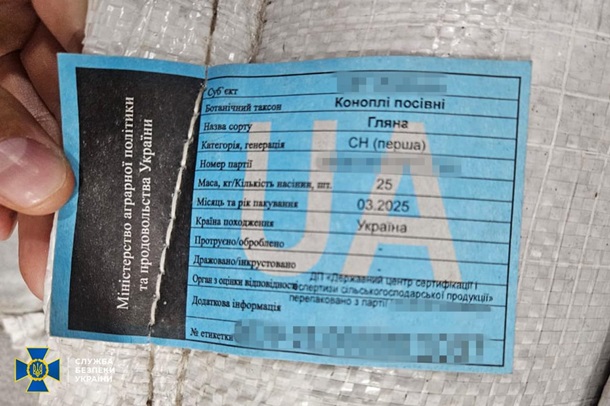 Міністерство аграрної політики
та продовольства України
UA
Суб'єкт
Ботанічний таксон Коноплі посівні
Назва сорту Гляна
Категорія, генерація СН (перша)
Номер партії
Маса, кг/Кількість насіння, шт. 25
Місяць та рік пакування 03.2025
Країна походження Україна
Протруєно/оброблено -
Дражовано/інкрустовано -
Орган з оцінки відповідності ДП «Державний центр сертифікації і
експертизи сільськогосподарської продукції»
Додаткова інформація перепаковано з партії
№ етикетки
СЛУЖБА
БЕЗПЕКИ
УКРАЇНИ